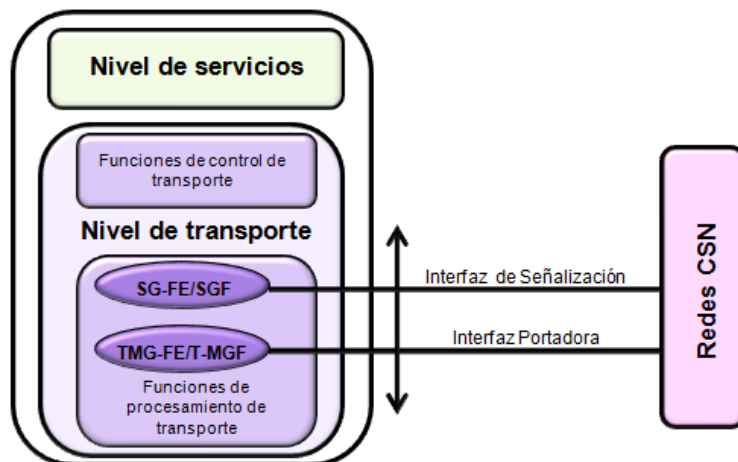 Nivel de servicios
Funciones de control de
transporte
Nivel de transporte
SG-FE/SGF
TMG-FE/T-MGF
Funciones de
procesamiento de
transporte
Interfaz de Señalización
Interfaz Portadora
Redes CSN